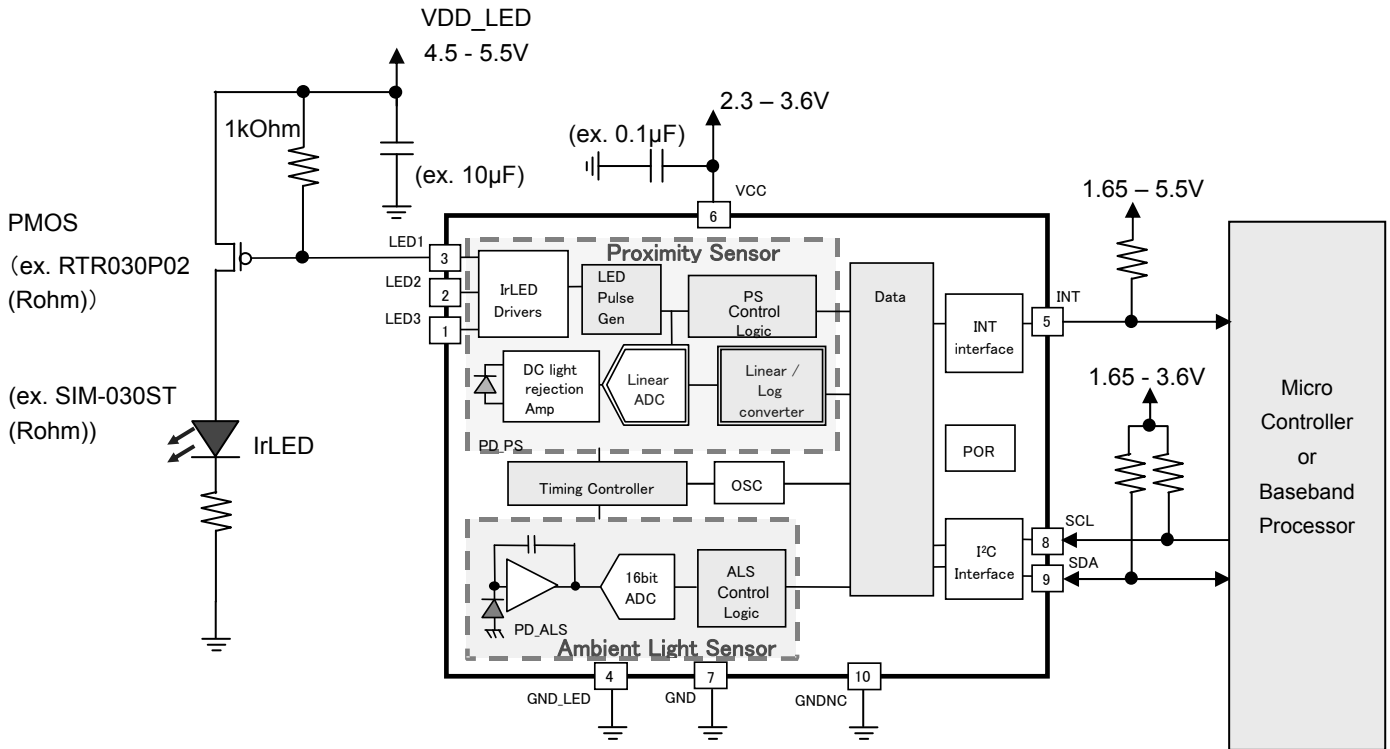 VDD_LED
4.5 - 5.5V
1kOhm
(ex. 10µF)
PMOS
（ex. RTR030P02
(Rohm)）
(ex. SIM-030ST
(Rohm))
IrLED
2.3 – 3.6V
(ex. 0.1µF)
VCC
6
LED1
3
LED2
2
LED3
1
Proximity Sensor
IrLED
Drivers
LED
Pulse
Gen
PS
Control
Logic
DC light
rejection
Amp
Linear
ADC
Linear /
Log
converter
PD_PS
Timing Controller
OSC
PD_ALS
16bit
ADC
ALS
Control
Logic
Ambient Light Sensor
Data
INT
interface
POR
I²C
Interface
1.65 – 5.5V
INT
5
1.65 - 3.6V
SCL
8
SDA
9
GND_LED
4
GND
7
GNDNC
10
Micro
Controller
or
Baseband
Processor